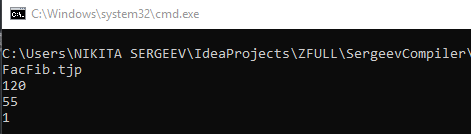 C:\Windows\system32\cmd.exe
C:\Users\NIKITA SERGEEV\IdeaProjects\ZFULL\SergeevCompiler\
FacFib.tjp
120
55
1